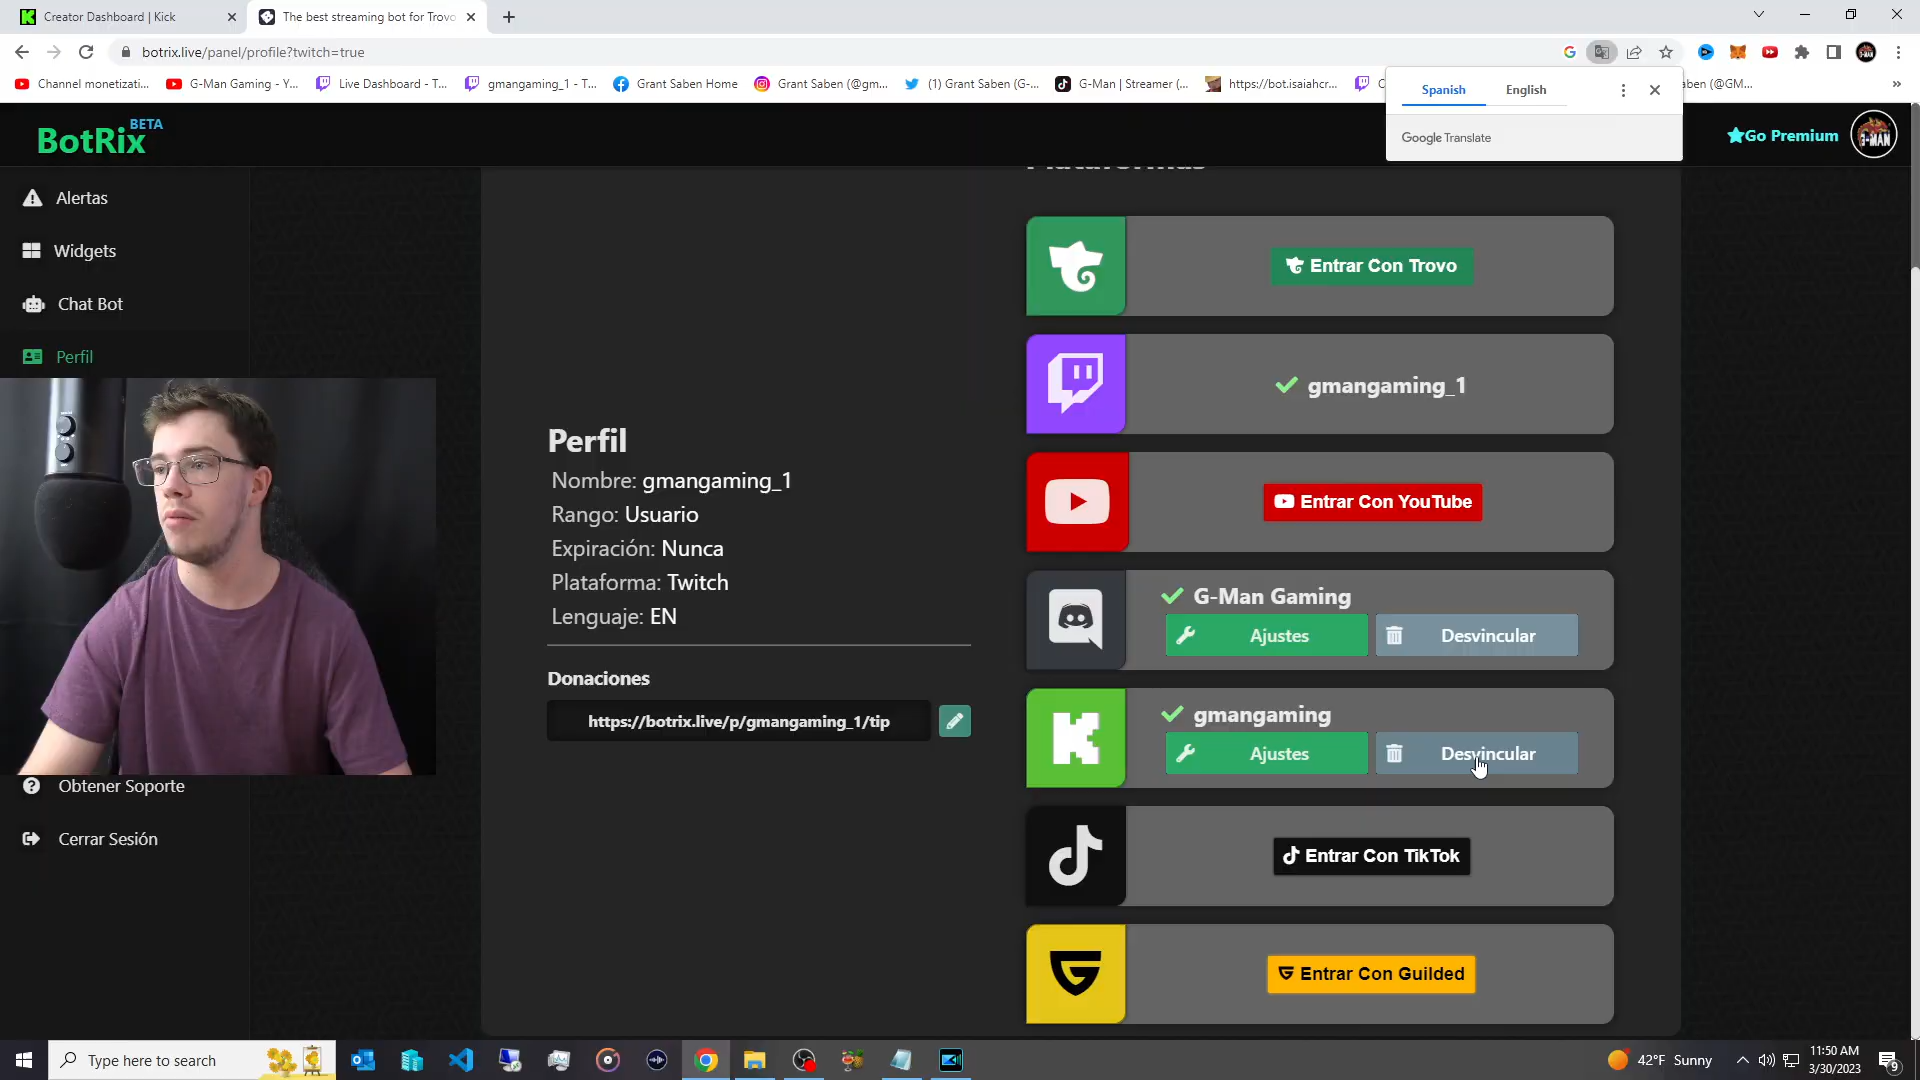 Creator Dashboard | Kick
The best streaming bot for Trovo
botrix.live/panel/profile?twitch=true
Channel monetizati...
G-Man Gaming - Y...
Live Dashboard - T...
gmangaming_1 - T...
Grant Saben Home
Grant Saben (@gm...
(1) Grant Saben (G-...
G-Man | Streamer (...
https://bot.isaiahcr...
aben (@GM...
Spanish
English
Google Translate
BotRix
BETA
Go Premium
Alertas
Widgets
Chat Bot
Perfil
Obtener Soporte
Cerrar Sesión
Perfil
Nombre: gmangaming_1
Rango: Usuario
Expiración: Nunca
Plataforma: Twitch
Lenguaje: EN
Donaciones
https://botrix.live/p/gmangaming_1/tip
Entrar Con Trovo
gmangaming_1
Entrar Con YouTube
G-Man Gaming
Ajustes
Desvincular
gmangaming
Ajustes
Desvincular
Entrar Con TikTok
Entrar Con Guilded
Type here to search
42°F Sunny
11:50 AM
3/30/2023
9